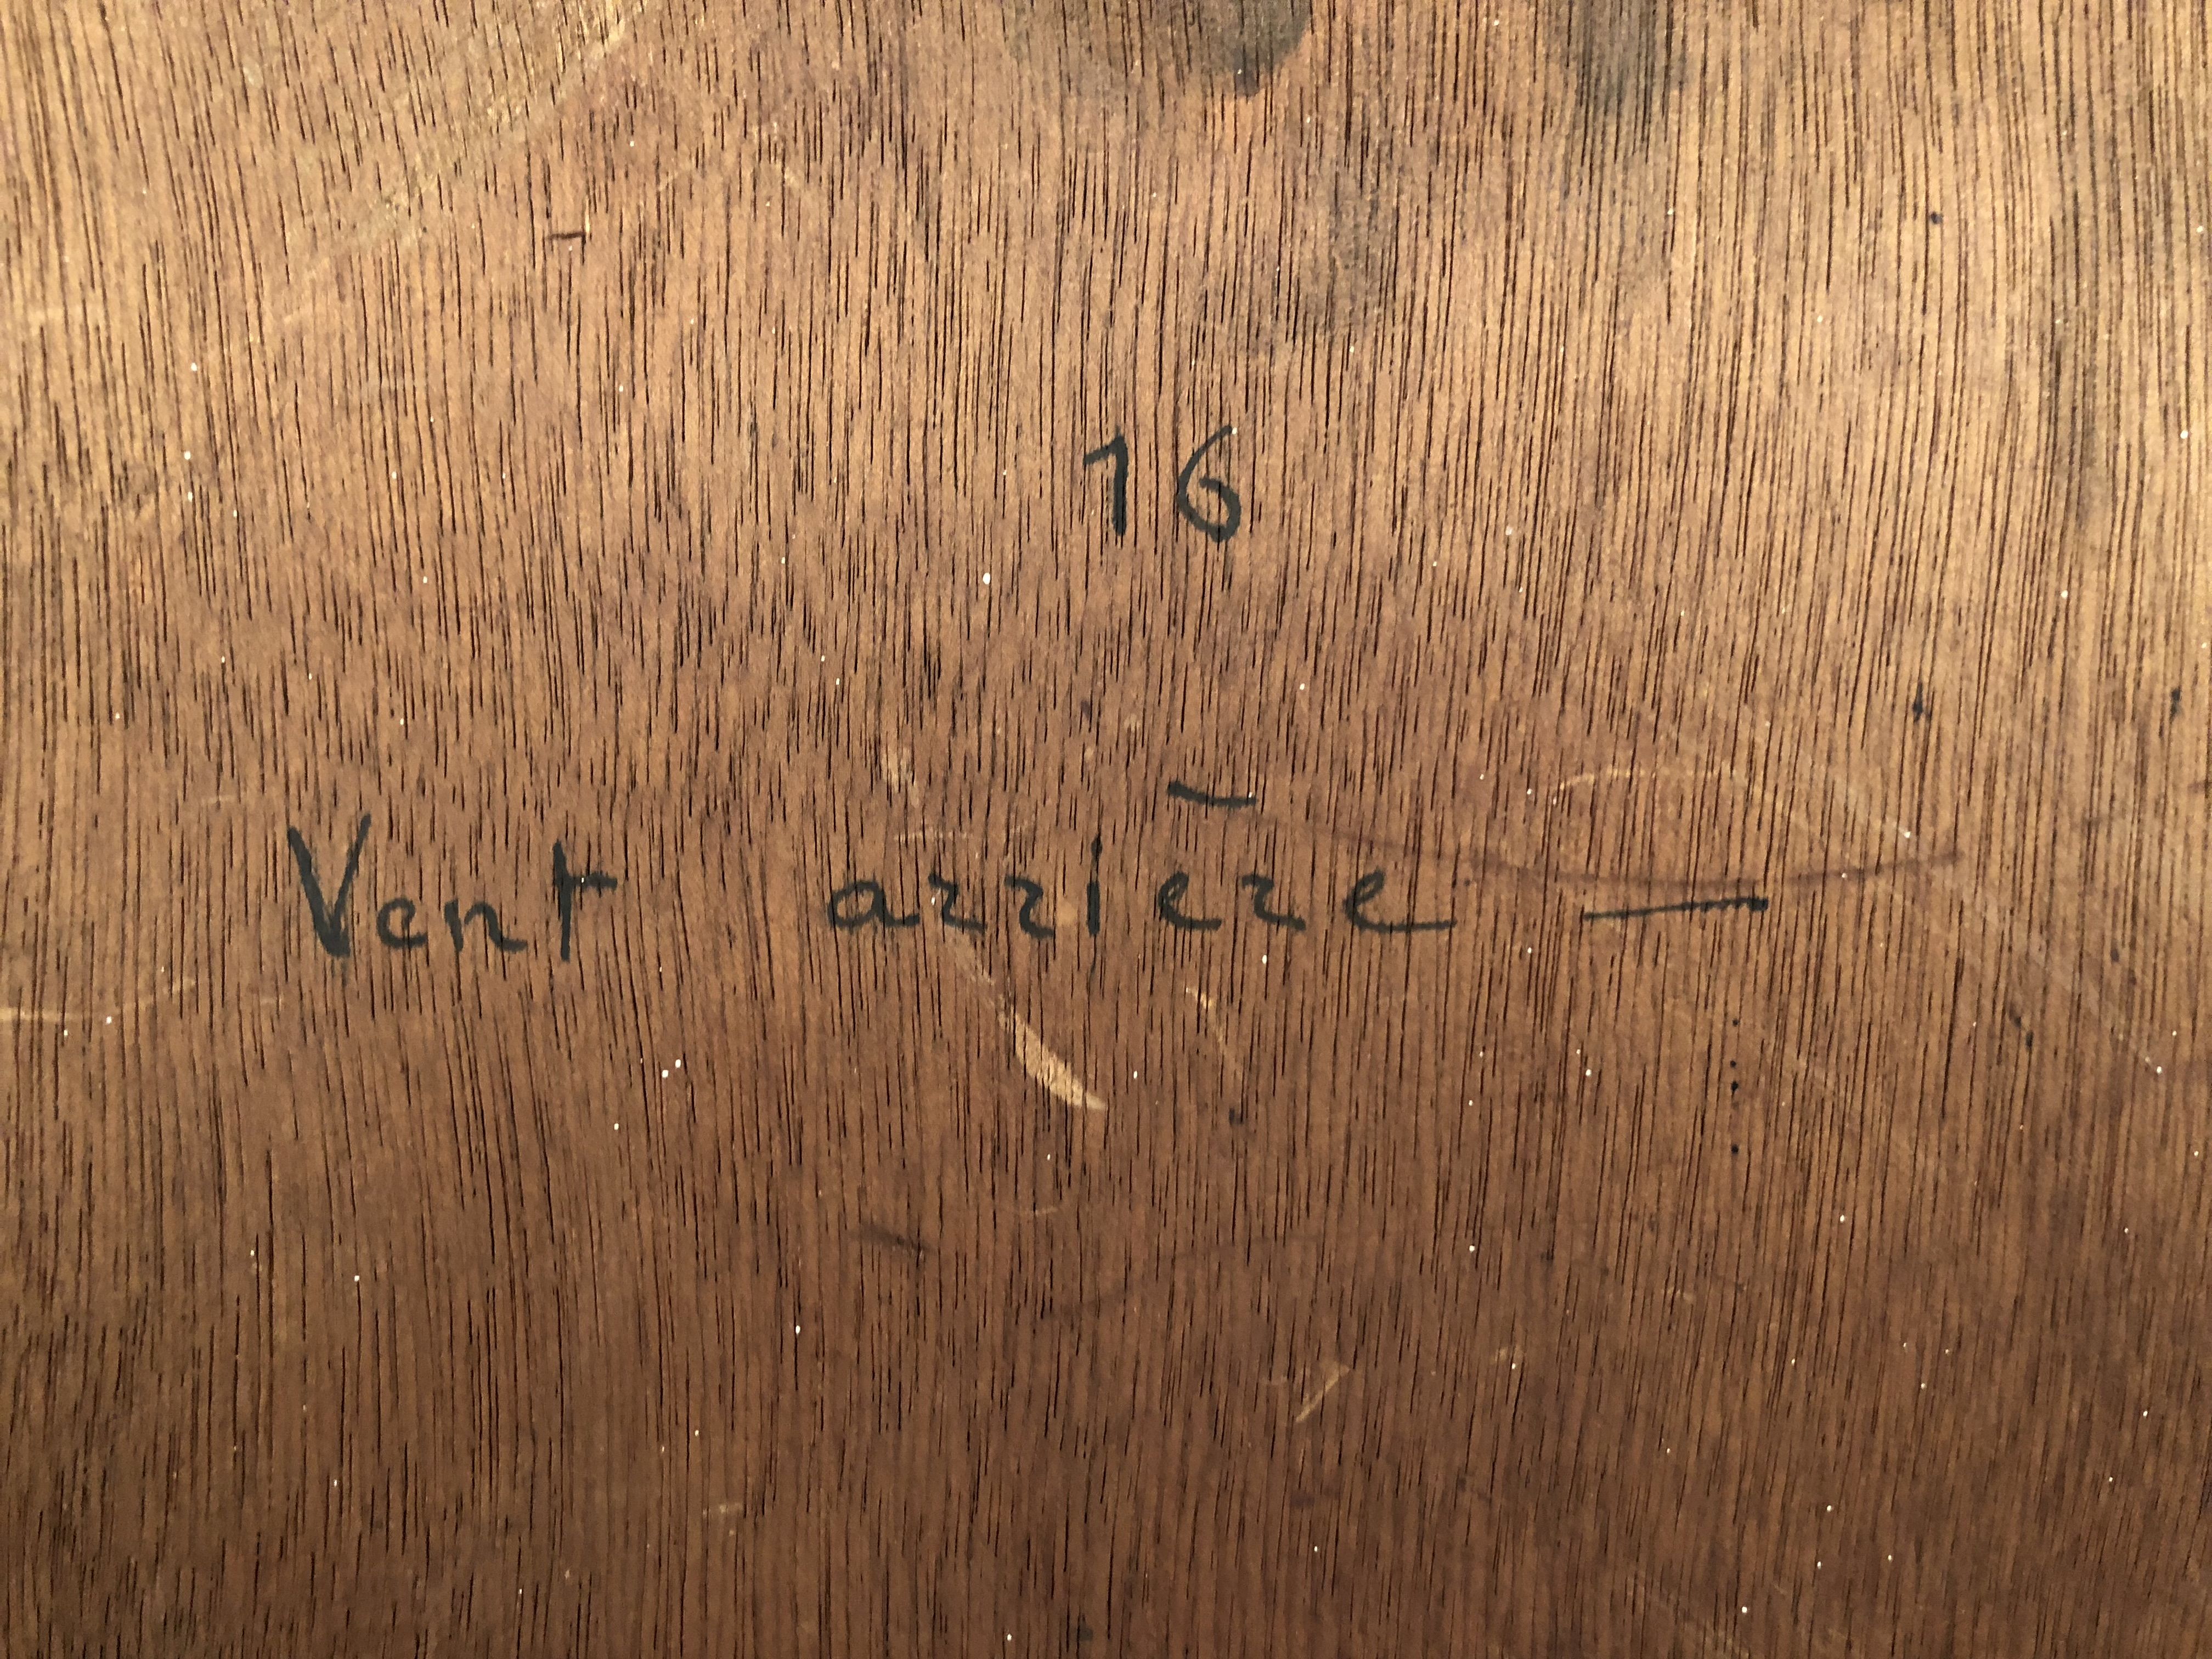 16
Vent arrière —